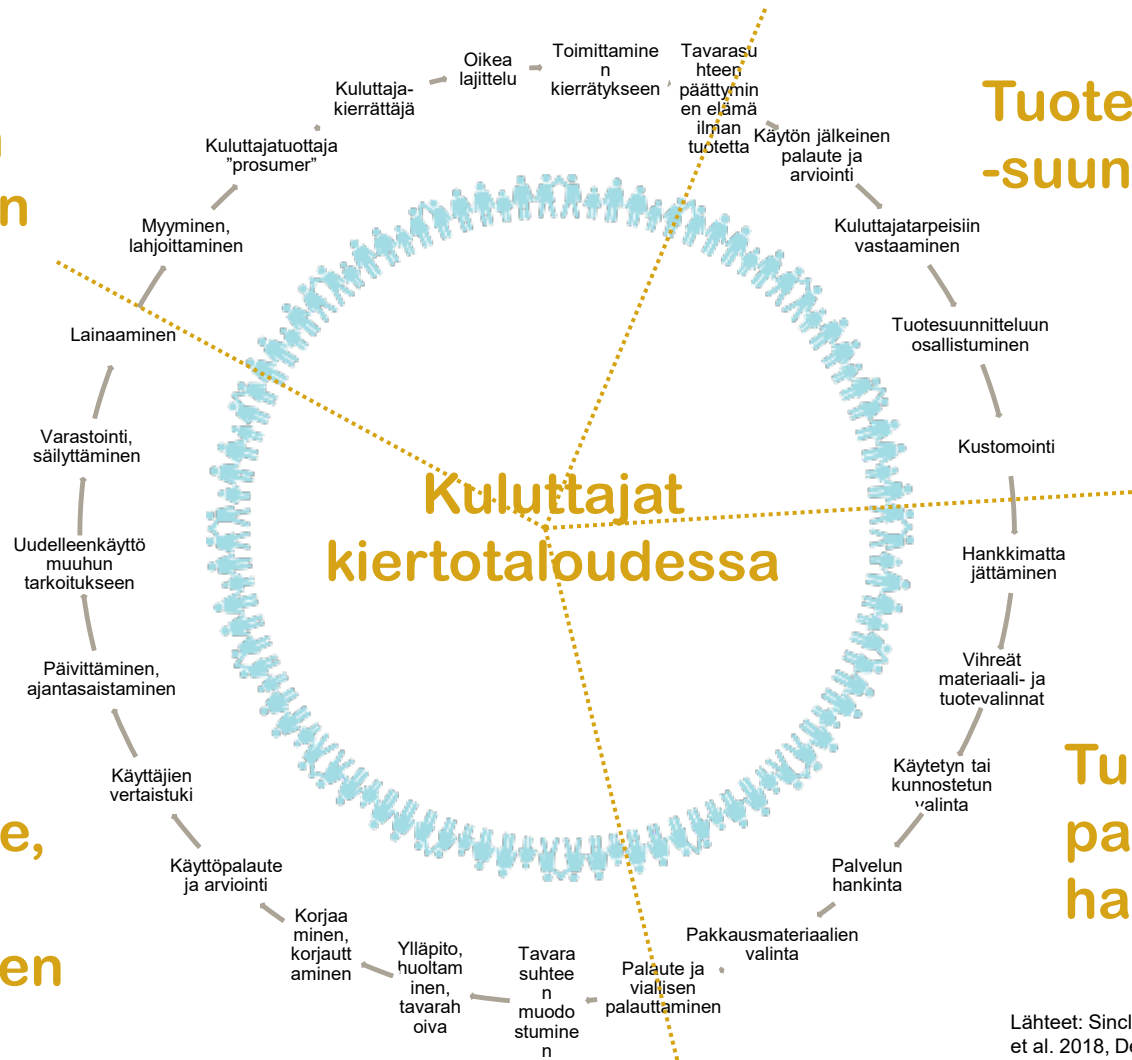 Oikea
lajittelu
Toimittamine
n
kierrätykseen
Tavarasu
hteen
päättymin
en elämä
ilman
tuotetta
Käytön jälkeinen
palaute ja
arviointi
Kuluttajatarpeisiin
vastaaminen
Tuotesuunnitteluun
osallistuminen
Kustomointi
Hankkimatta
jättäminen
Vihreät
materiaali- ja
tuotevalinnat
Käytetyn tai
kunnostetun
valinta
Palvelun
hankinta
Pakkausmateriaalien
valinta
Palaute ja
viallisen
palauttaminen
Tavara
suhtee
n
muodo
stumine
n
Ylläpito,
huoltam
inen,
tavarah
oiva
Korjaa
minen,
korjautt
aminen
Käyttöpalaute
ja arviointi
Käyttäjien
vertaistuki
Päivittäminen,
ajantasaistaminen
Uudelleenkäyttö
muuhun
tarkoitukseen
Varastointi,
säilyttäminen
Lainaaminen
Myyminen,
lahjoittaminen
Kuluttajatuottaja
”prosumer”
Kuluttaja-
kierrättäjä
Kuluttajat
kiertotaloudessa
Tuote
-suun
Tu
pa
ha
n
e,
en
Lähteet: Sincl
et al. 2018, De